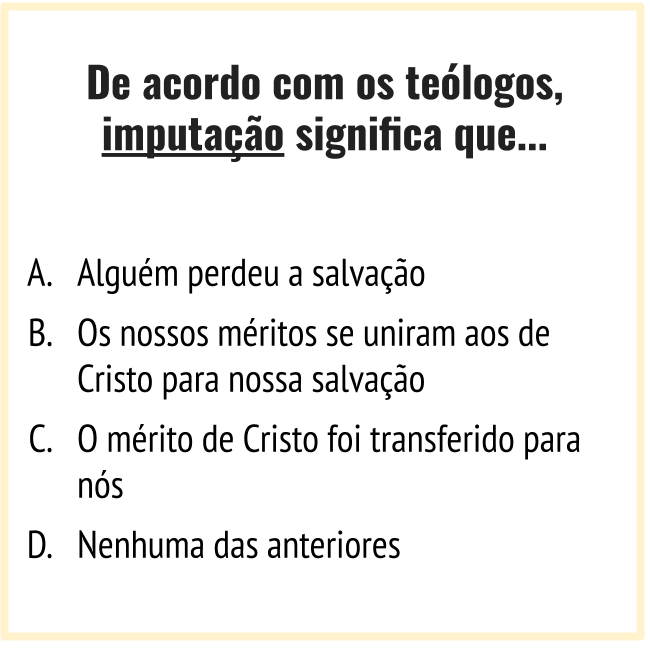 De acordo com os teólogos,
imputação significa que...
A. Alguém perdeu a salvação
B. Os nossos méritos se uniram aos de
Cristo para nossa salvação
C. O mérito de Cristo foi transferido para
nós
D. Nenhuma das anteriores